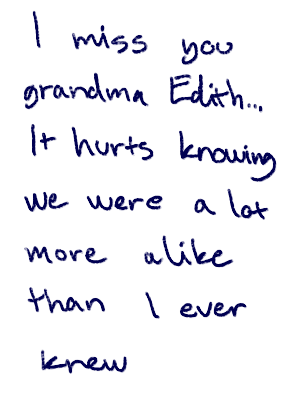 I miss you
grandma Edith...
It hurts knowing
we were a lot
more alike
than I ever
knew